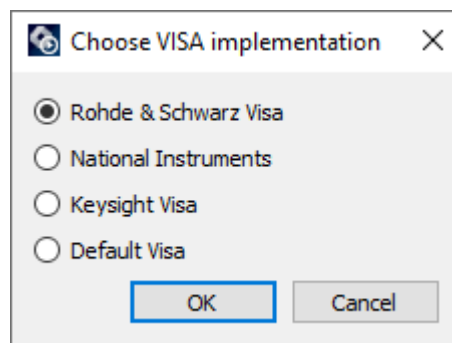 Choose VISA implementation
Rohde & Schwarz Visa
National Instruments
Keysight Visa
Default Visa
OK Cancel